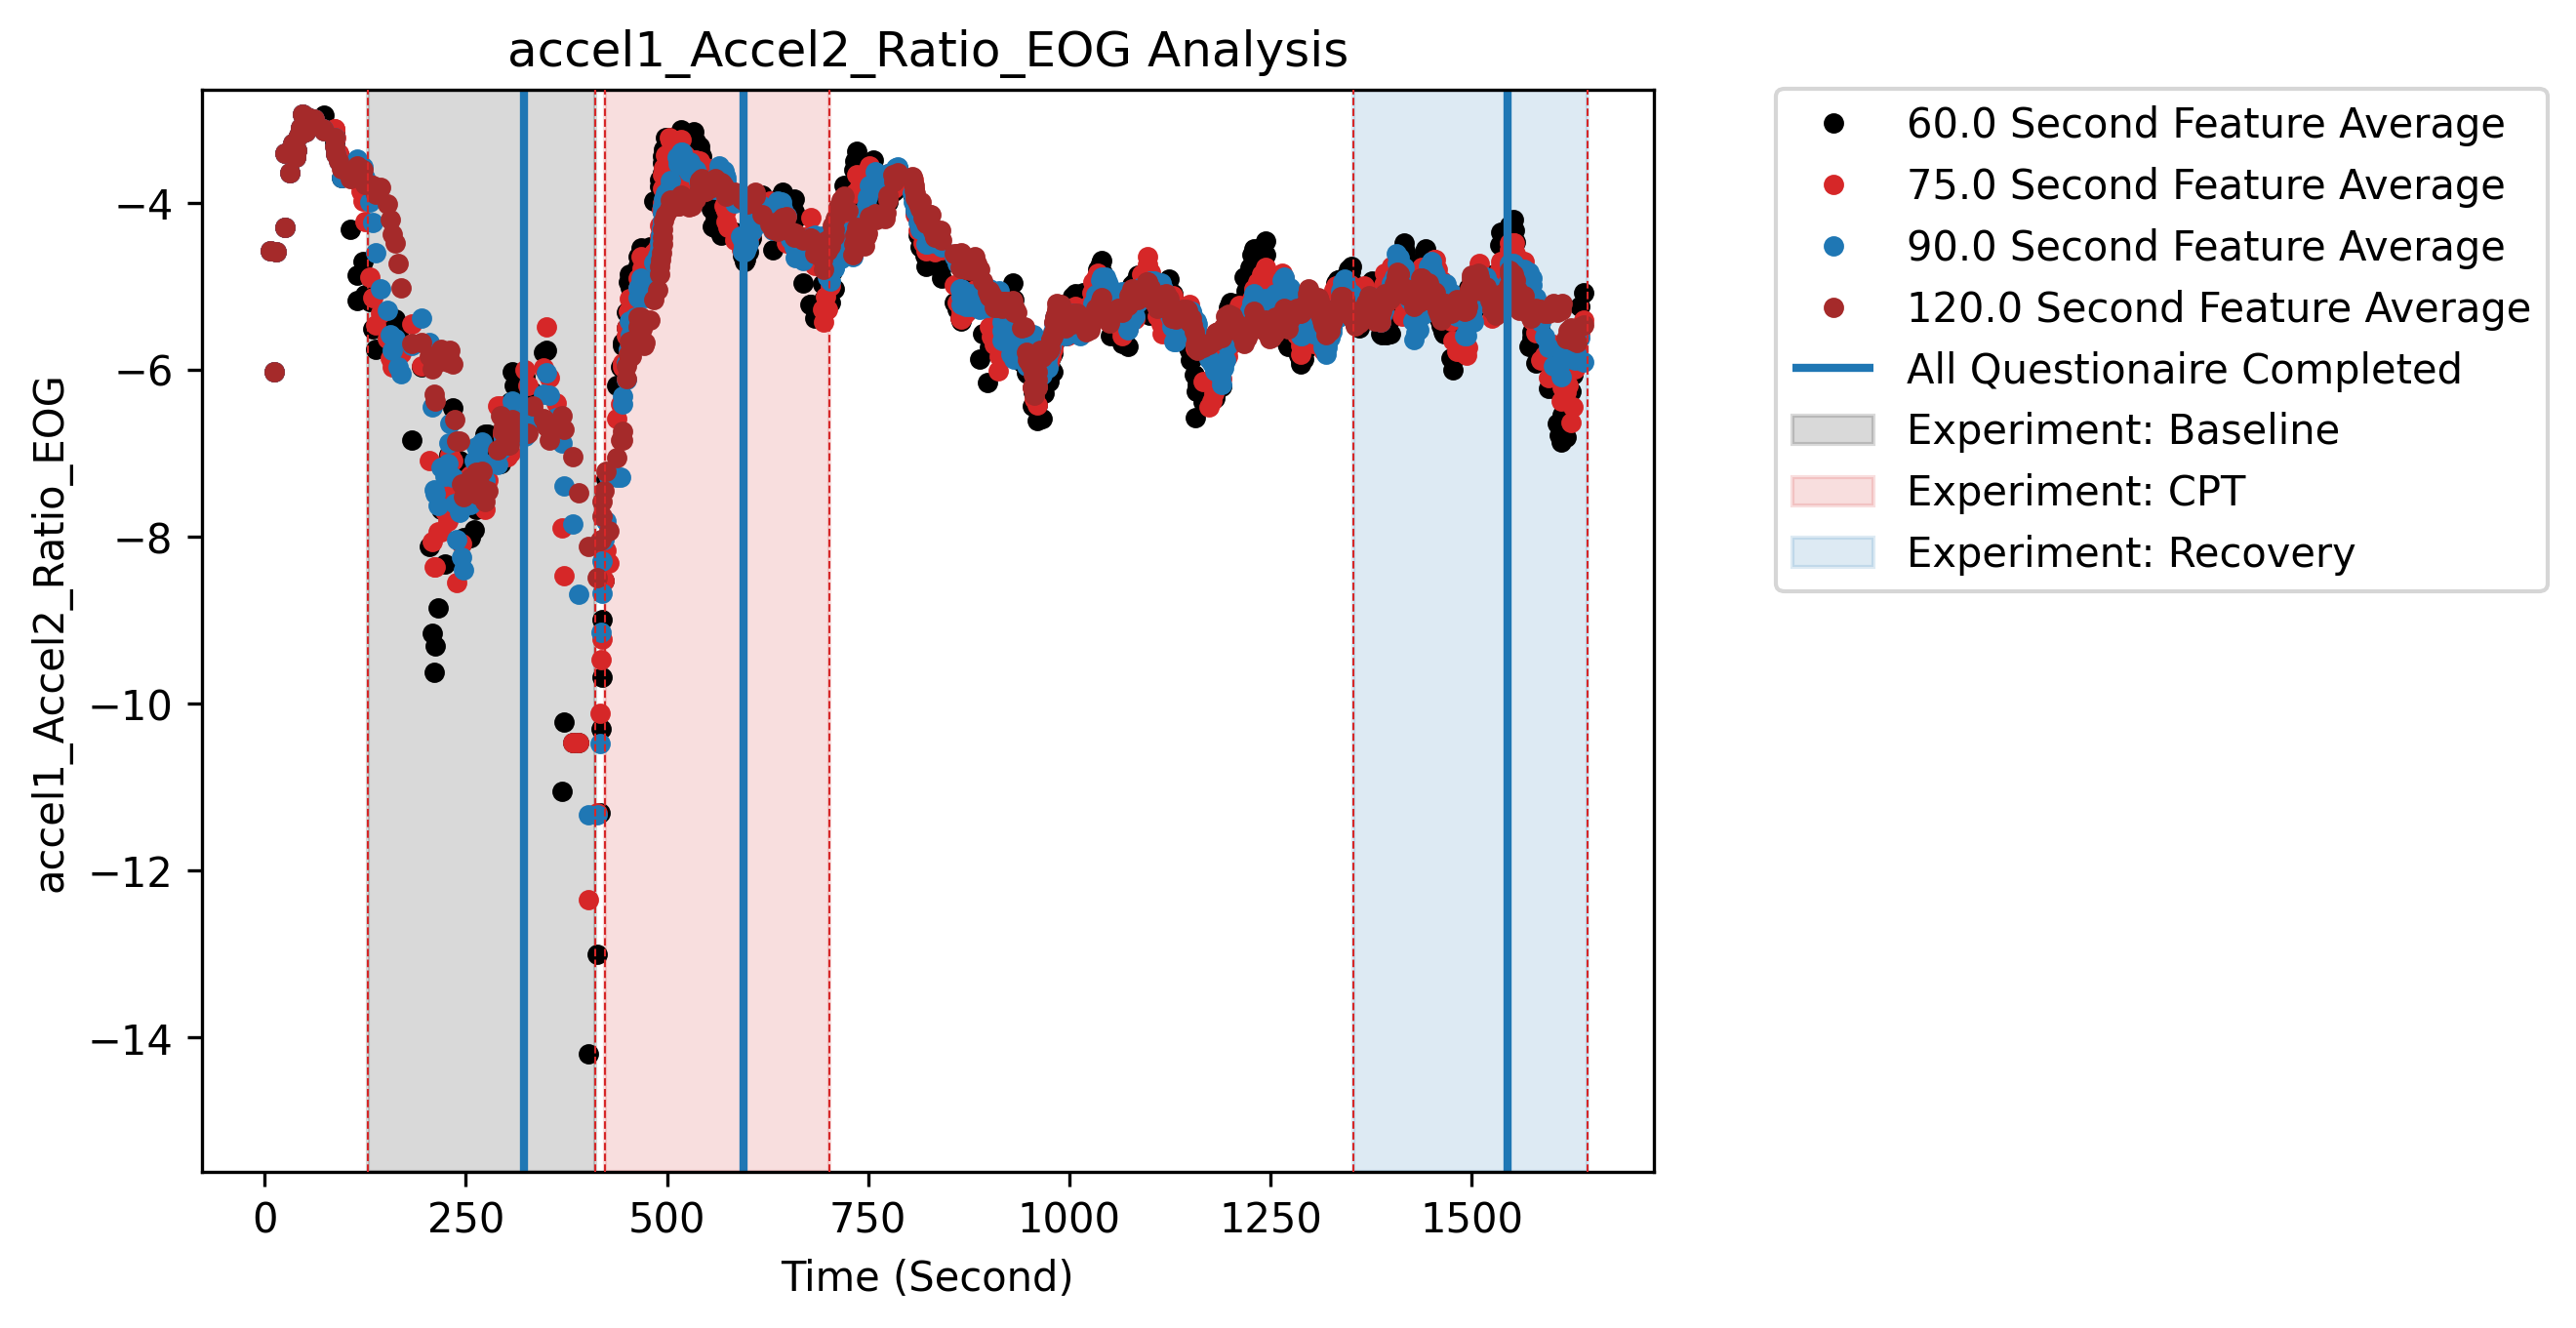 accel1_Accel2_Ratio_EOG Analysis
accel1_Accel2_Ratio_EOG
−4
−6
−8
−10
−12
−14
0 250 500 750 1000 1250 1500
Time (Second)
60.0 Second Feature Average
75.0 Second Feature Average
90.0 Second Feature Average
120.0 Second Feature Average
All Questionaire Completed
Experiment: Baseline
Experiment: CPT
Experiment: Recovery